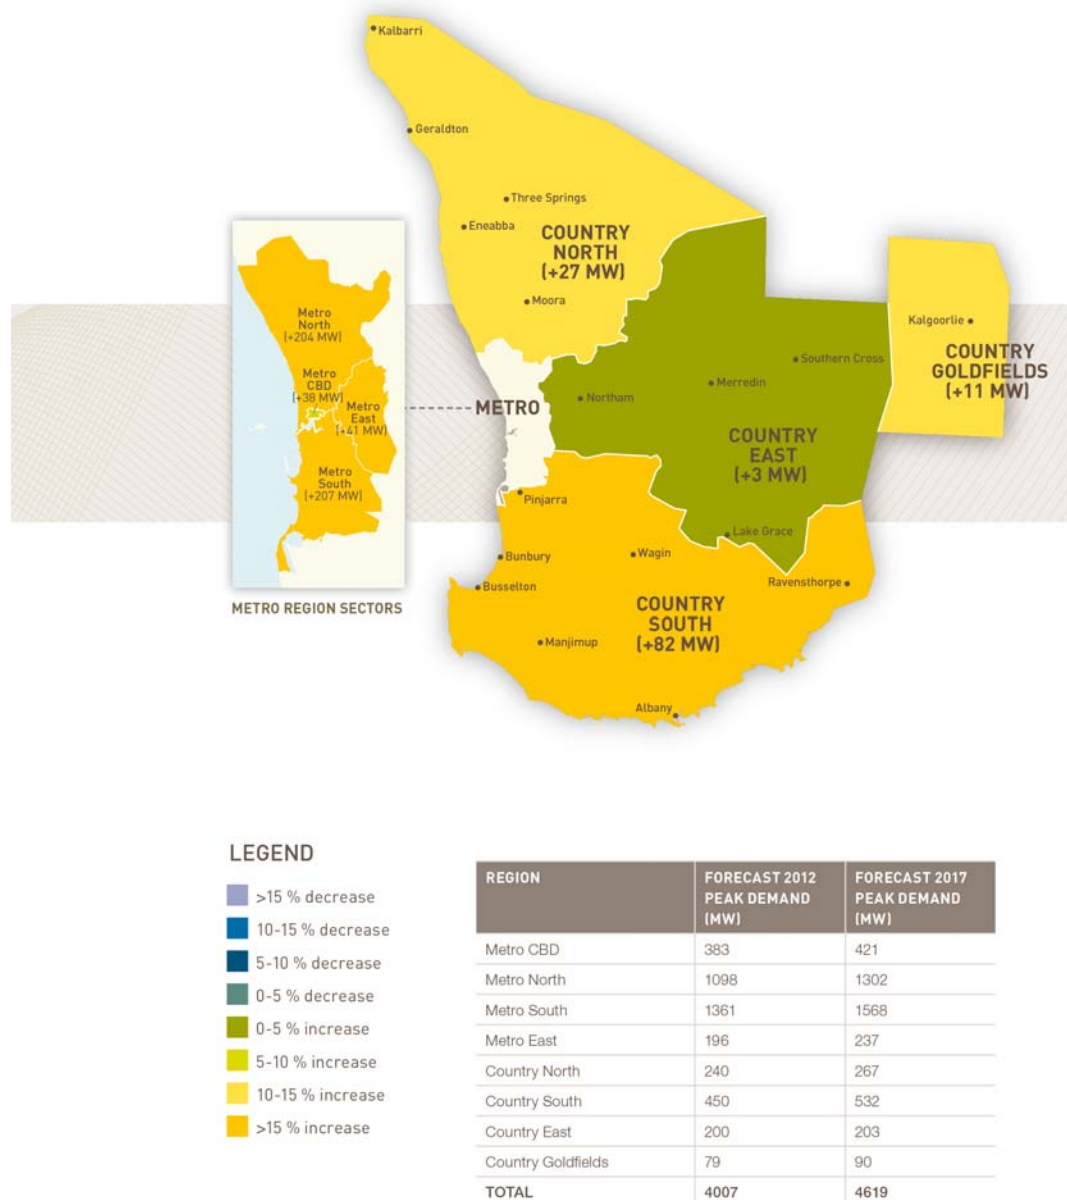 Kalbarri
Geraldton
Three Springs
Eneabba
COUNTRY
NORTH
(+27 MW)
Moora
Metro
North
(+204 MW)
Metro
CBD
(+38 MW)
Metro
East
(+41 MW)
Metro
South
(+207 MW)
METRO REGION SECTORS
METRO
Kalgoorlie
COUNTRY
GOLDFIELDS
(+11 MW)
Southern Cross
Merredin
Northam
COUNTRY
EAST
(+3 MW)
Lake Grace
Pinjarra
Bunbury
Wagin
Busselton
Ravensthorpe
COUNTRY
SOUTH
(+82 MW)
Manjimup
Albany
LEGEND
>15 % decrease
10-15 % decrease
5-10 % decrease
0-5 % decrease
0-5 % increase
5-10 % increase
10-15 % increase
>15 % increase
REGION FORECAST 2012 PEAK DEMAND (MW) FORECAST 2017 PEAK DEMAND (MW)
Metro CBD 383 421
Metro North 1098 1302
Metro South 1361 1568
Metro East 196 237
Country North 240 267
Country South 450 532
Country East 200 203
Country Goldfields 79 90
TOTAL 4007 4619